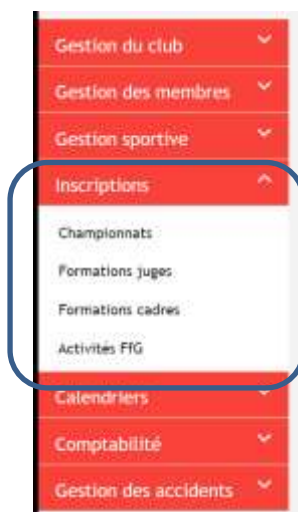 Gestion du club
Gestion des membres
Gestion sportive
Inscriptions
Championnats
Formations juges
Formations cadres
Activités FfG
Calendriers
Comptabilité
Gestion des accidents